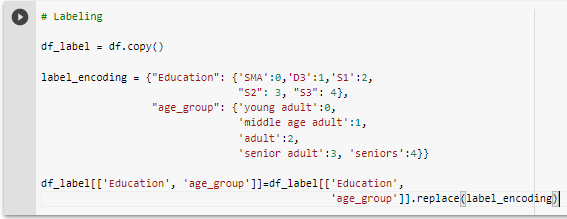 # Labeling
df_label = df.copy()
label_encoding = {"Education": {'SMA':0,'D3':1,'S1':2,
"S2": 3, "S3": 4},
"age_group": {'young adult':0,
'middle age adult':1,
'adult':2,
'senior adult':3, 'seniors':4}}
df_label[['Education', 'age_group']]=df_label[['Education',
'age_group']].replace(label_encoding)